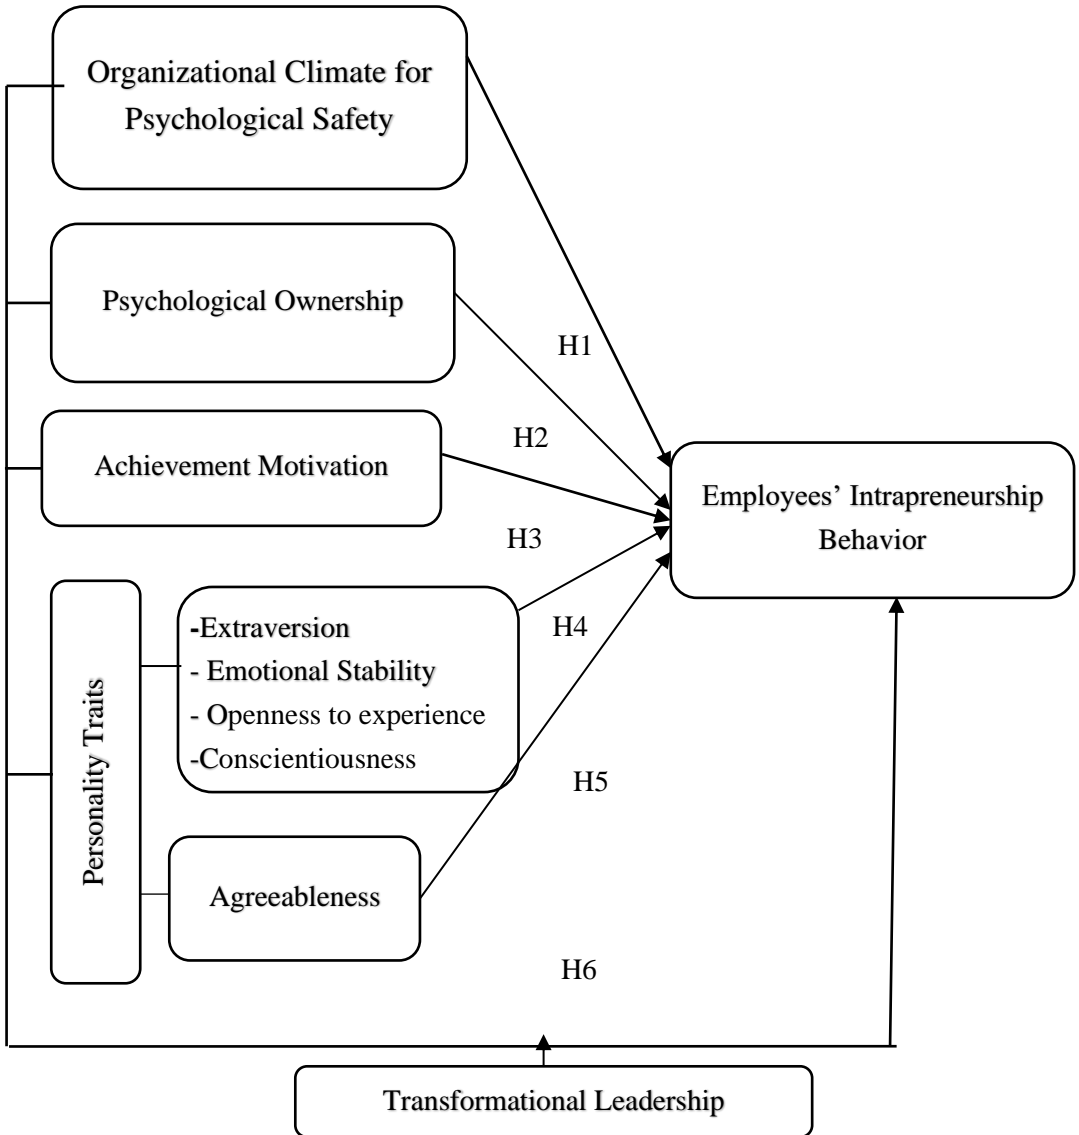 Organizational Climate for
Psychological Safety
Psychological Ownership
H1
H2
Achievement Motivation
Employees’ Intrapreneurship
Behavior
H3
Personality Traits
-Extraversion
- Emotional Stability
- Openness to experience
-Conscientiousness
H4
H5
Agreeableness
H6
Transformational Leadership